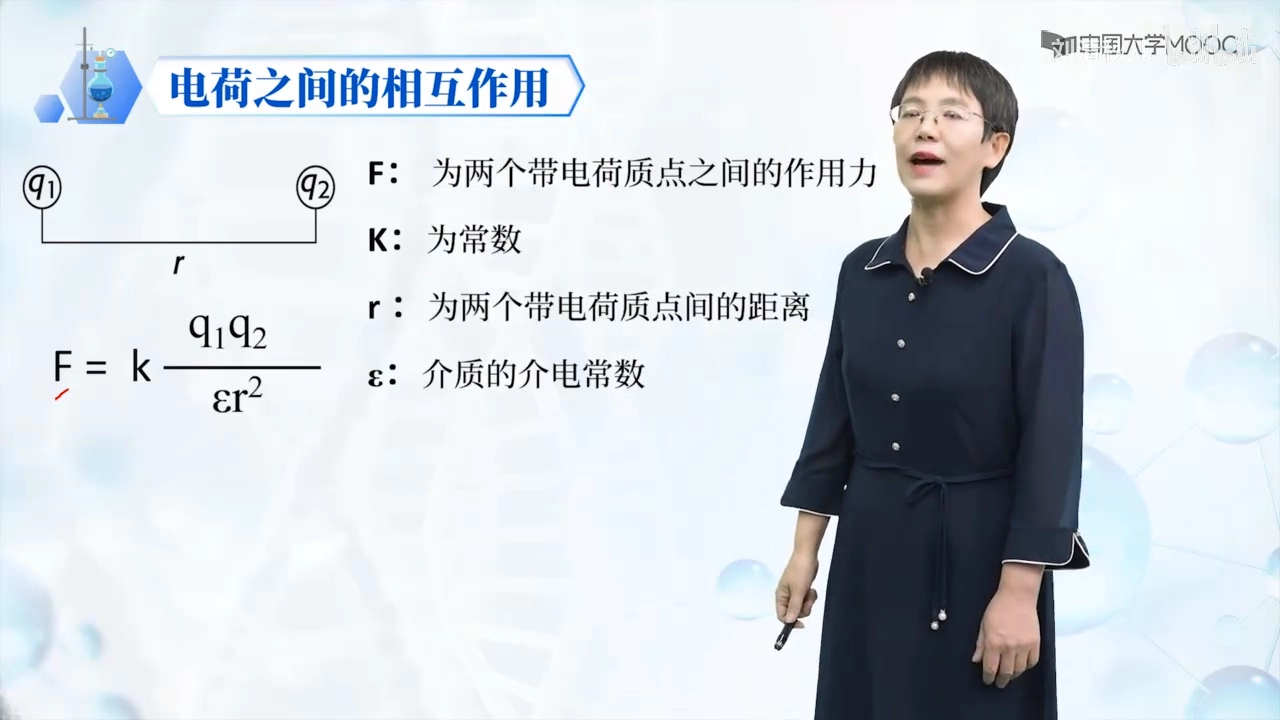 中国大学MOOC
电荷之间的相互作用
q1 q2
r
F = k q1q2
εr2
F： 为两个带电荷质点之间的作用力
K： 为常数
r ： 为两个带电荷质点间的距离
ε： 介质的介电常数